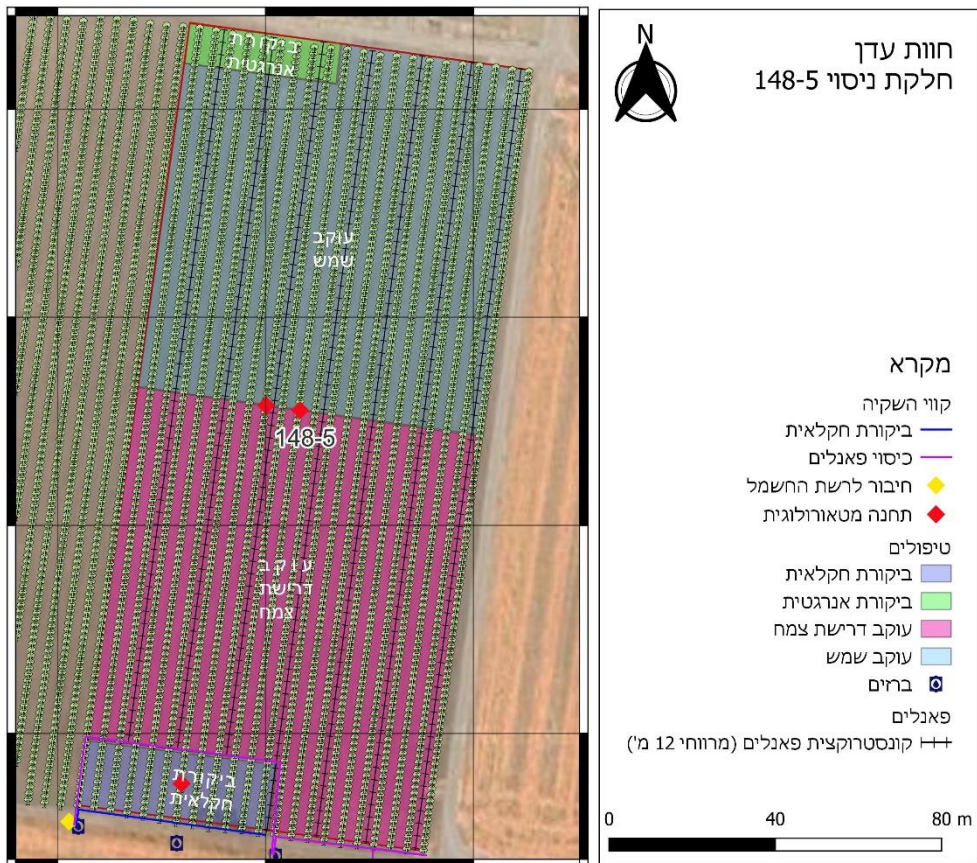 ביקורת
אנרגטית
עוקב
שמש
148-5
עוקב
דרישת
צמח
ביקורת
חקלאית
N
חוות עדן
חלקת ניסוי 148-5
מקרא
קווי השקיה
ביקורת חקלאית
כיסוי פאנלים
חיבור לרשת החשמל
תחנה מטאורולוגית
טיפולים
ביקורת חקלאית
ביקורת אנרגטית
עוקב דרישת צמח
עוקב שמש
ברזים
פאנלים
קונסטרוקצית פאנלים (מרווחי 12 מ')
0 40 80 m